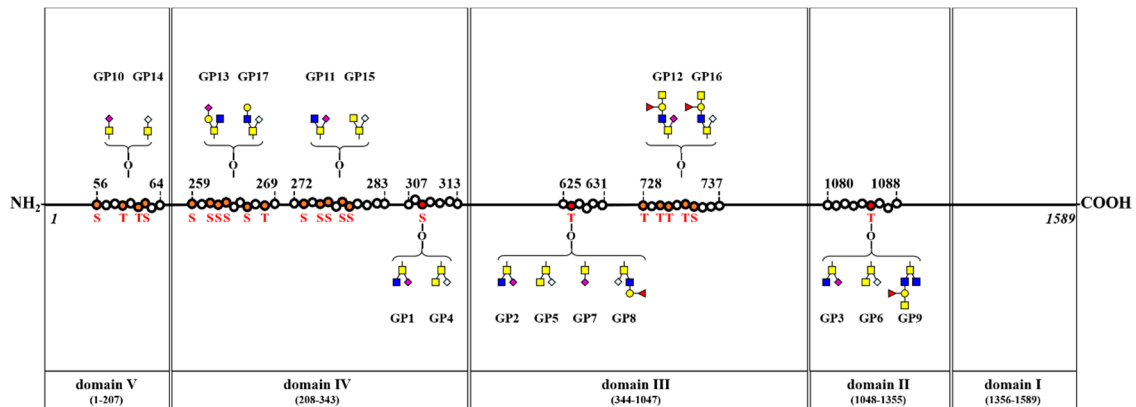 GP10 GP14 GP13 GP17 GP11 GP15 GP12 GP16
O O O O
56 64 259 269 272 283 307 313 625 631 728 737 1080 1088
NH2 COOH
S T TS S SSS S T S SS SS S T T TT TS T
1 1589
O O O
GP1 GP4 GP2 GP5 GP7 GP8 GP3 GP6 GP9
domain V domain IV domain III domain II domain I
(1-207) (208-343) (344-1047) (1048-1355) (1356-1589)